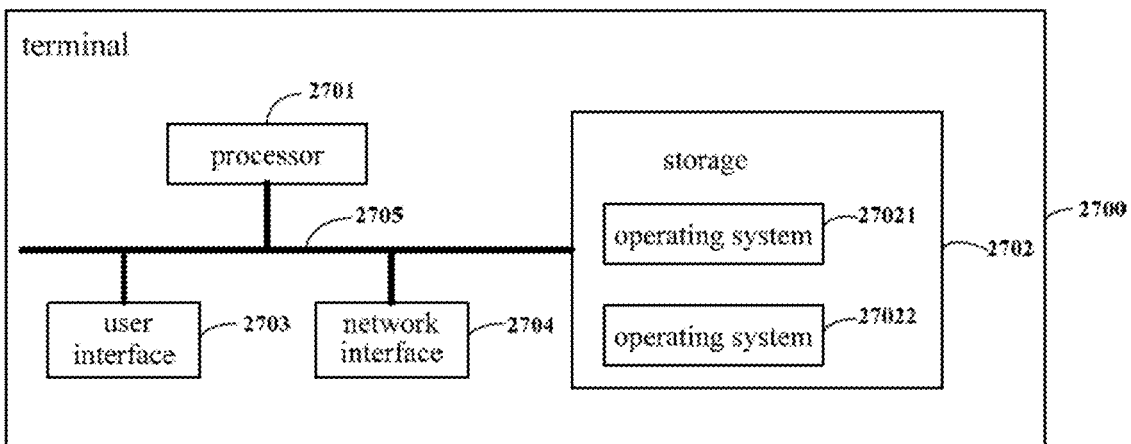 terminal
2701
processor
storage
2705
27021
operating system
2700
2702
user
interface
2703
network
interface
2704
27022
operating system